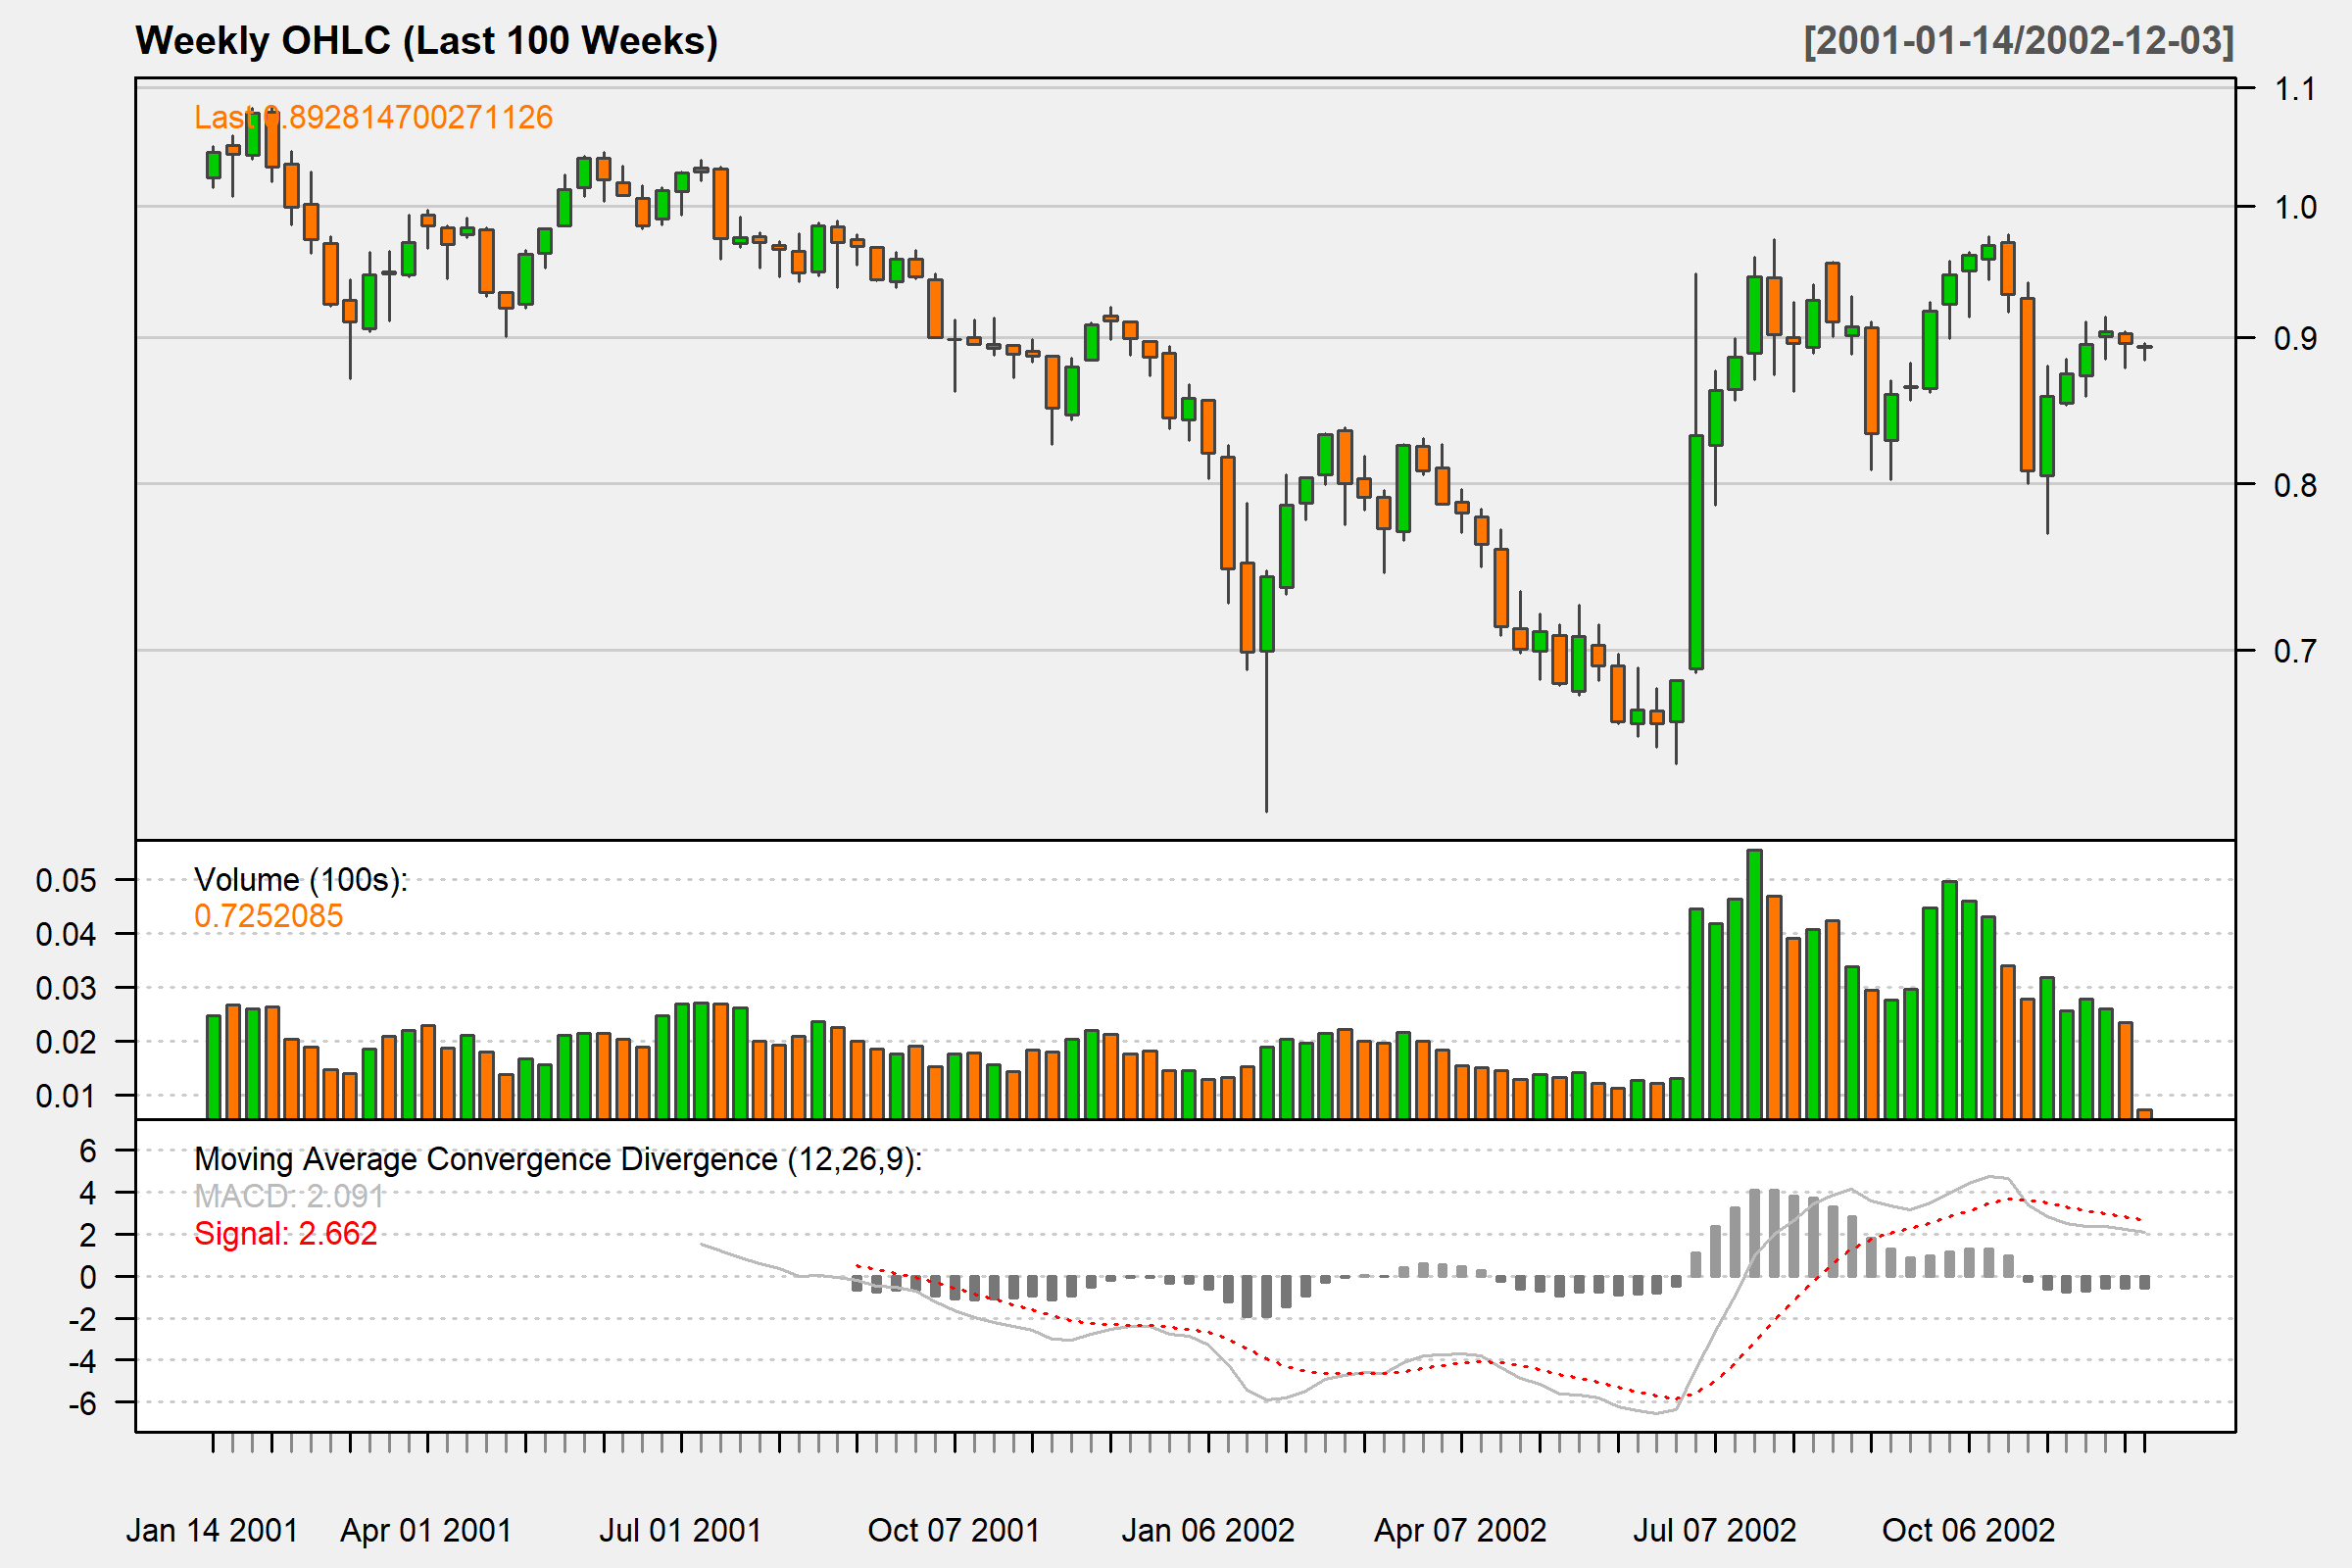 Weekly OHLC (Last 100 Weeks)
[2001-01-14/2002-12-03]
Last 0.892814700271126
1.1
1.0
0.9
0.8
0.7
Volume (100s):
0.7252085
0.05
0.04
0.03
0.02
0.01
Moving Average Convergence Divergence (12,26,9):
MACD: 2.091
Signal: 2.662
6
4
2
0
-2
-4
-6
Jan 14 2001 Apr 01 2001 Jul 01 2001 Oct 07 2001 Jan 06 2002 Apr 07 2002 Jul 07 2002 Oct 06 2002